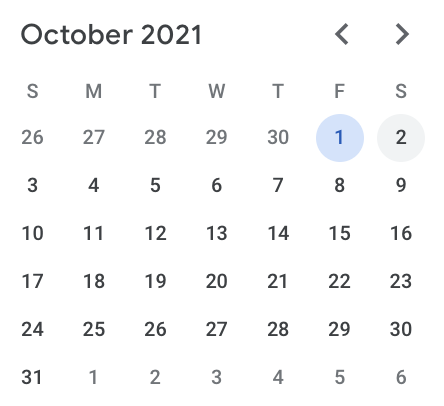 October 2021
S M T W T F S
26 27 28 29 30 1 2
3 4 5 6 7 8 9
10 11 12 13 14 15 16
17 18 19 20 21 22 23
24 25 26 27 28 29 30
31 1 2 3 4 5 6